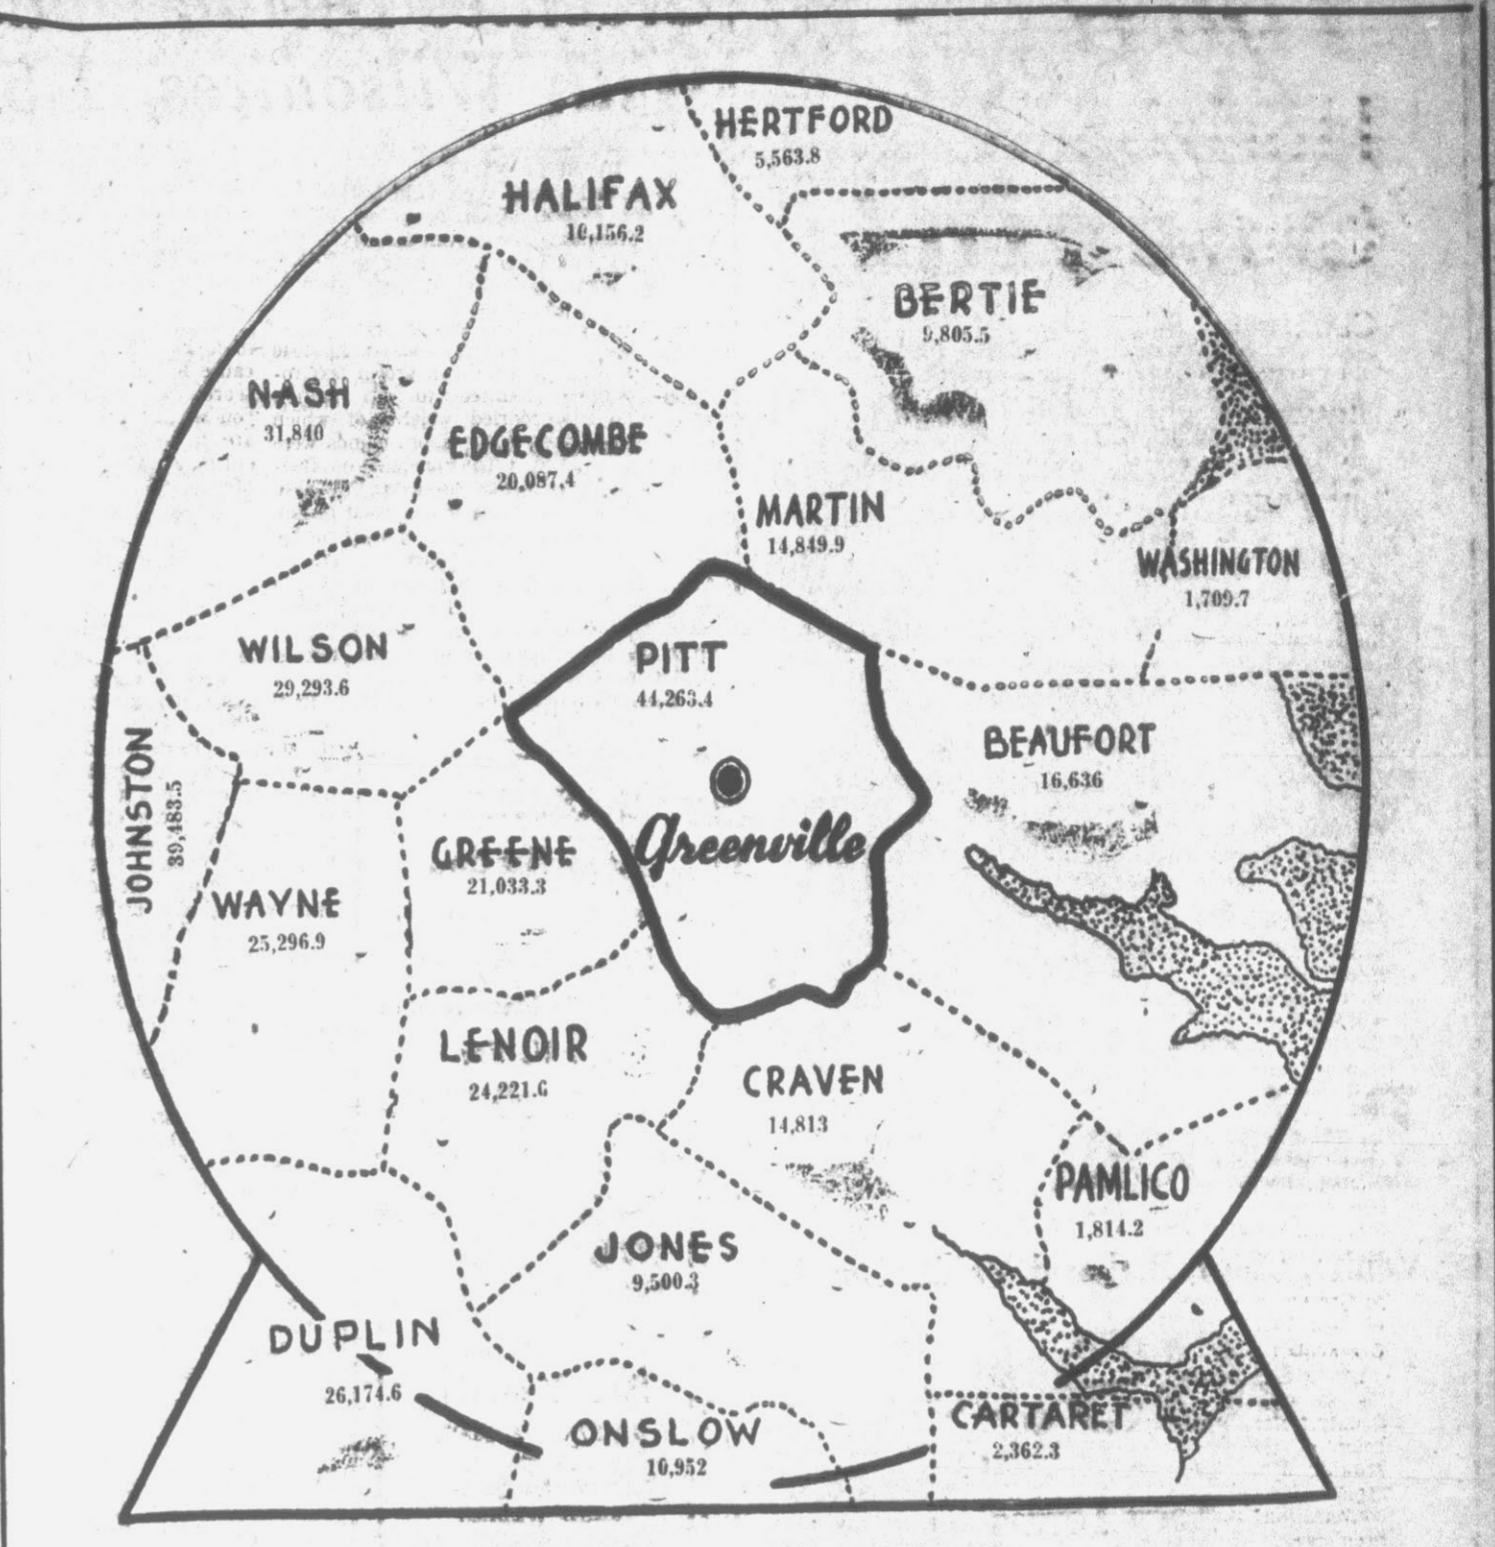 HERTFORD
5,563.8
HALIFAX
10,156.2
BERTIE
9,805.5
NASH
31,840
EDGECOMBE
20,087.4
MARTIN
14,849.9
WASHINGTON
1,709.7
WILSON
29,293.6
PITT
44,263.4
BEAUFORT
16,636
JOHNSTON
39,483.5
Greenville
GREENE
21,033.3
WAYNE
25,296.9
LENOIR
24,221.6
CRAVEN
14,813
PAMLICO
1,814.2
JONES
9,500.3
DUPLIN
26,174.6
ONSLOW
10,952
CARTARET
2,362.3